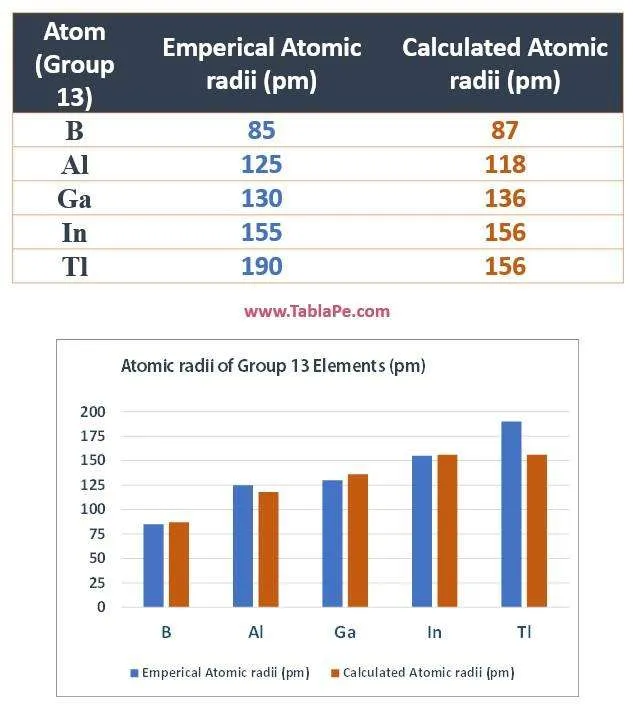 Atom (Group 13) Emperical Atomic radii (pm) Calculated Atomic radii (pm)
B 85 87
Al 125 118
Ga 130 136
In 155 156
Tl 190 156
www.TablaPe.com
Atomic radii of Group 13 Elements (pm)
200
175
150
125
100
75
50
25
0
B Al Ga In Tl
Emperical Atomic radii (pm) Calculated Atomic radii (pm)